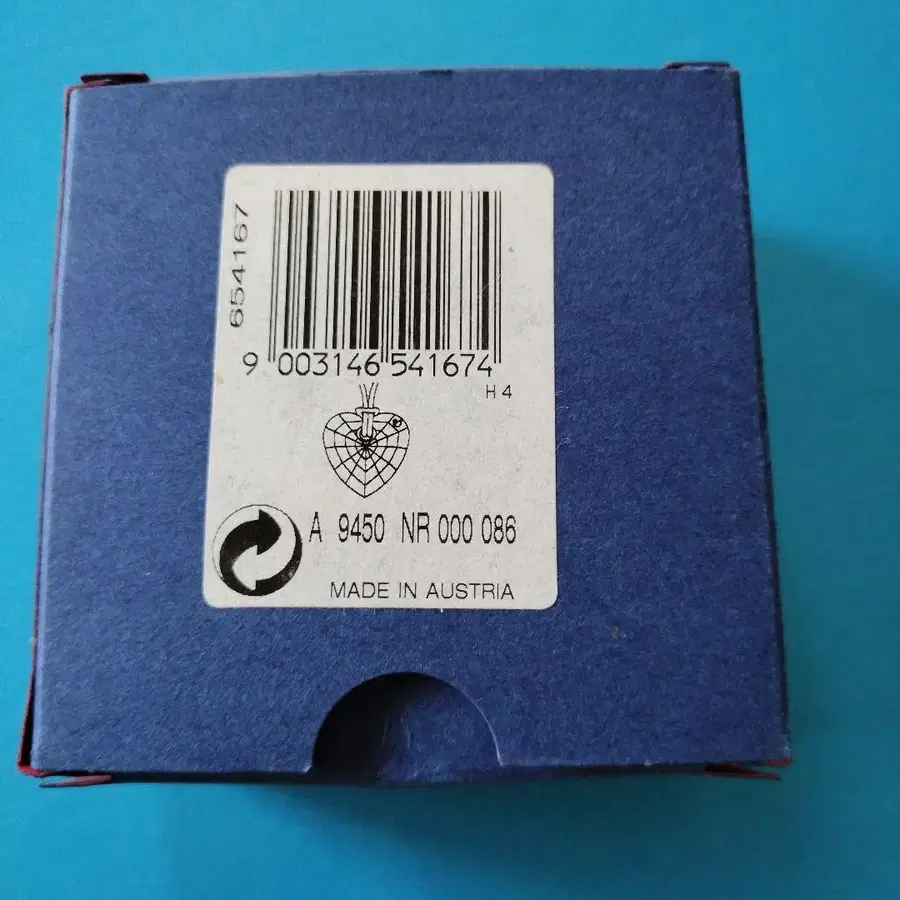 654167
9 003146 541674
H 4
A 9450 NR 000 086
MADE IN AUSTRIA